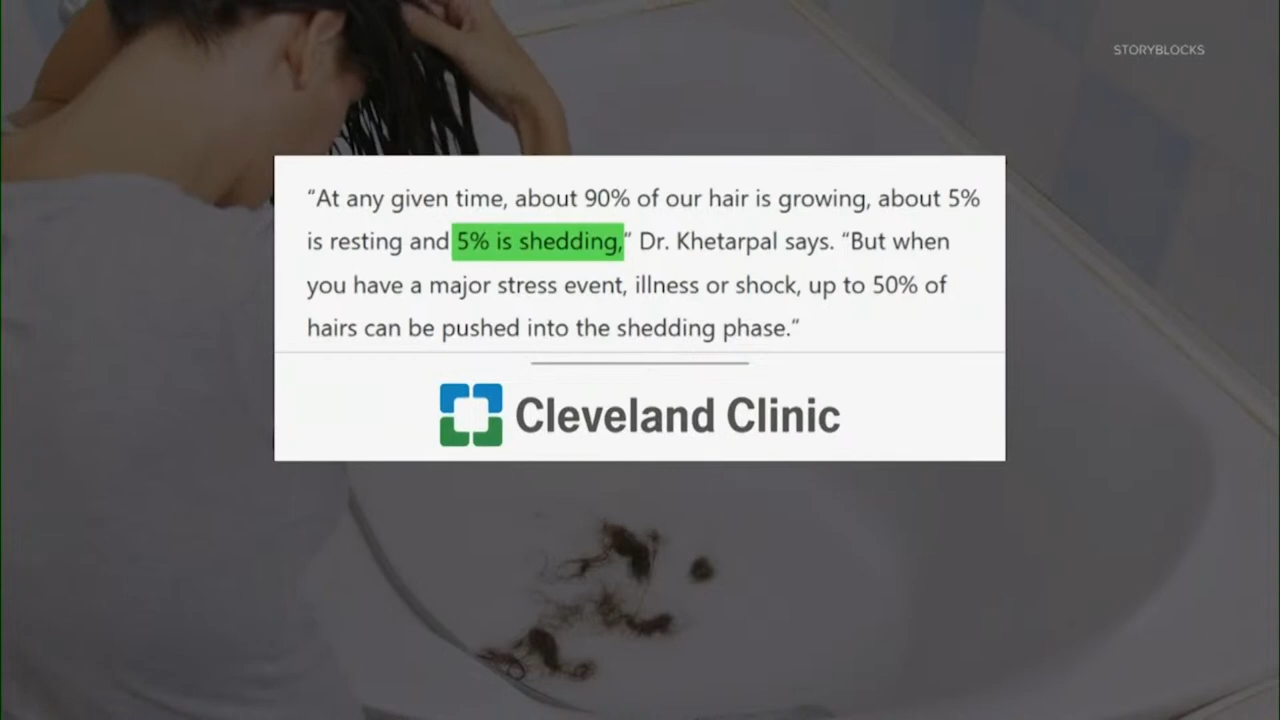 STORYBLOCKS
“At any given time, about 90% of our hair is growing, about 5%
is resting and 5% is shedding,” Dr. Khetarpal says. “But when
you have a major stress event, illness or shock, up to 50% of
hairs can be pushed into the shedding phase.”
Cleveland Clinic